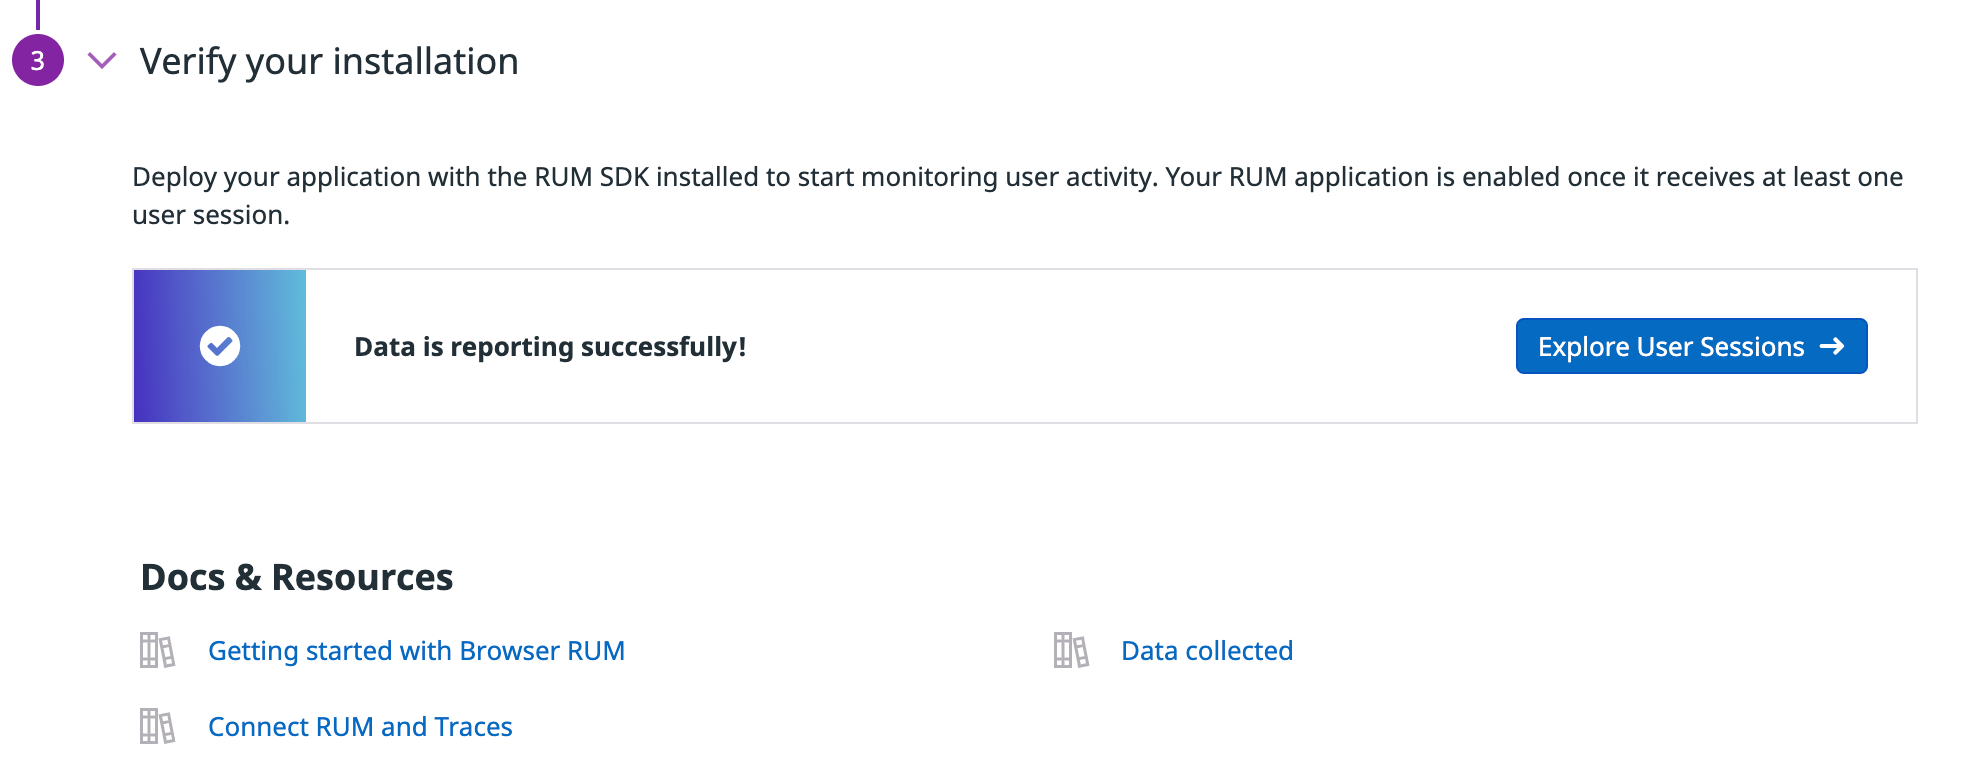 3
Verify your installation
Deploy your application with the RUM SDK installed to start monitoring user activity. Your RUM application is enabled once it receives at least one
user session.
Data is reporting successfully!
Explore User Sessions →
Docs & Resources
Getting started with Browser RUM
Data collected
Connect RUM and Traces